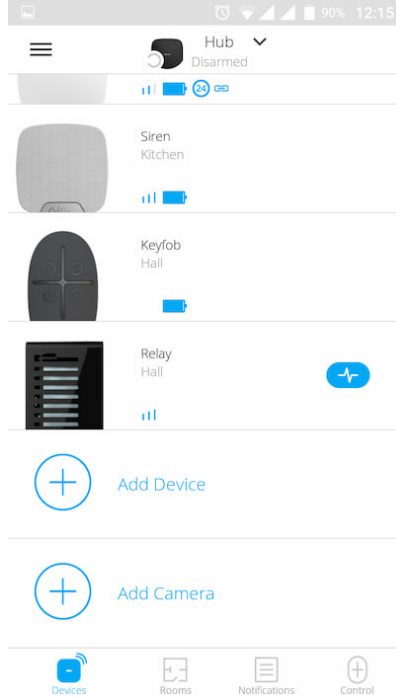 90% 12:15
Hub
Disarmed
24
Siren
Kitchen
Keyfob
Hall
Relay
Hall
Add Device
Add Camera
Devices Rooms Notifications Control